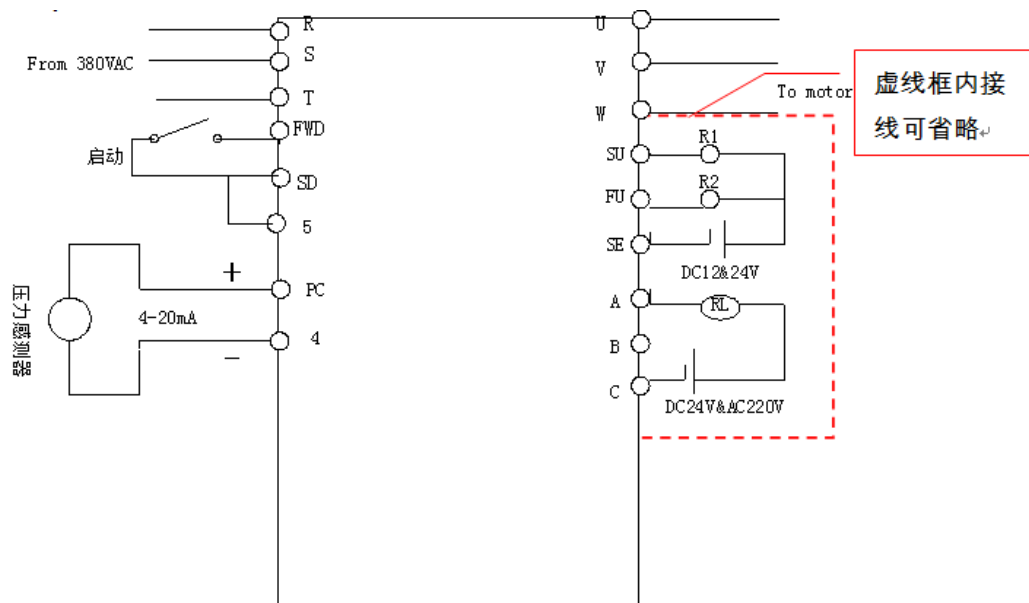 R
S
From 380VAC
T
FWD
启动
SD
5
+
PC
4-20mA
4
−
压力感测器
U
V
To motor
W
虚线框内接
线可省略
R1
SU
R2
FU
SE
DC12&24V
A
RL
B
C
DC24V&AC220V